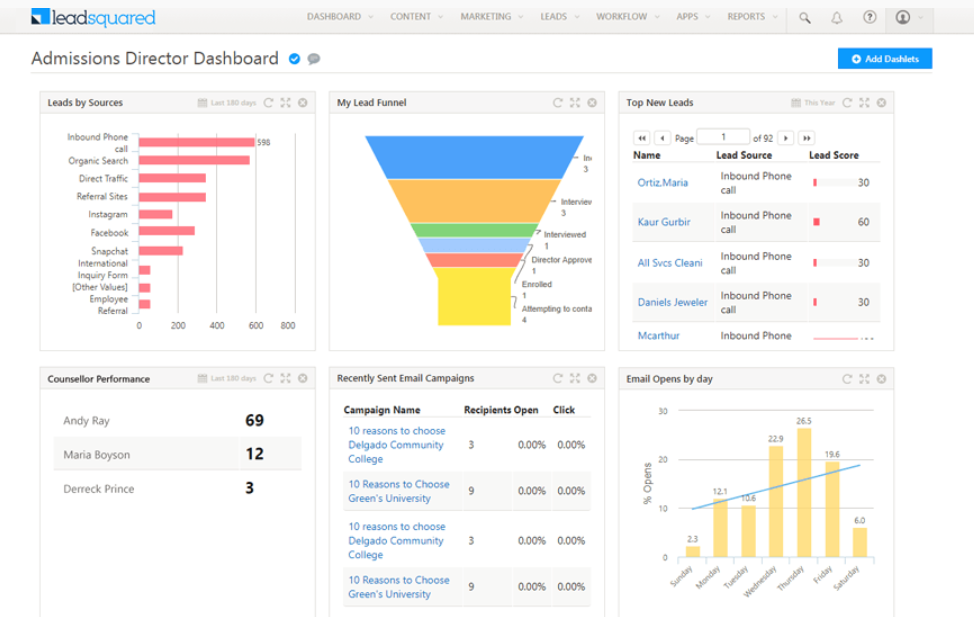 leadsquared
DASHBOARD CONTENT MARKETING LEADS WORKFLOW APPS REPORTS
Admissions Director Dashboard
Add Dashlets
Leads by Sources
Last 180 days
Inbound Phone
call
598
Organic Search
Direct Traffic
Referral Sites
Instagram
Facebook
Snapchat
International
Inquiry Form
[Other Values]
Employee
Referral
0 200 400 600 800
My Lead Funnel
3
Interview
3
Interviewed
1
Director Approve
1
Enrolled
1
Attempting to conta
4
Top New Leads
This Year
Page 1 of 92
Name Lead Source Lead Score
Ortiz,Maria Inbound Phone call 30
Kaur Gurbir Inbound Phone call 60
All Svcs Cleani Inbound Phone call 30
Daniels Jeweler Inbound Phone call 30
Mcarthur Inbound Phone
Counsellor Performance
Last 180 days
Andy Ray 69
Maria Boyson 12
Derreck Prince 3
Recently Sent Email Campaigns
Campaign Name Recipients Open Click
10 reasons to choose
Delgado Community 3 0.00% 0.00%
College
10 Reasons to Choose
Green's University 9 0.00% 0.00%
10 reasons to choose
Delgado Community 3 0.00% 0.00%
College
10 Reasons to Choose
Green's University 9 0.00% 0.00%
Email Opens by day
% Opens
30
20
10
0
2.3
12.1
10.6
22.9
26.5
19.6
6.0
Sunday Monday Tuesday Wednesday Thursday Friday Saturday